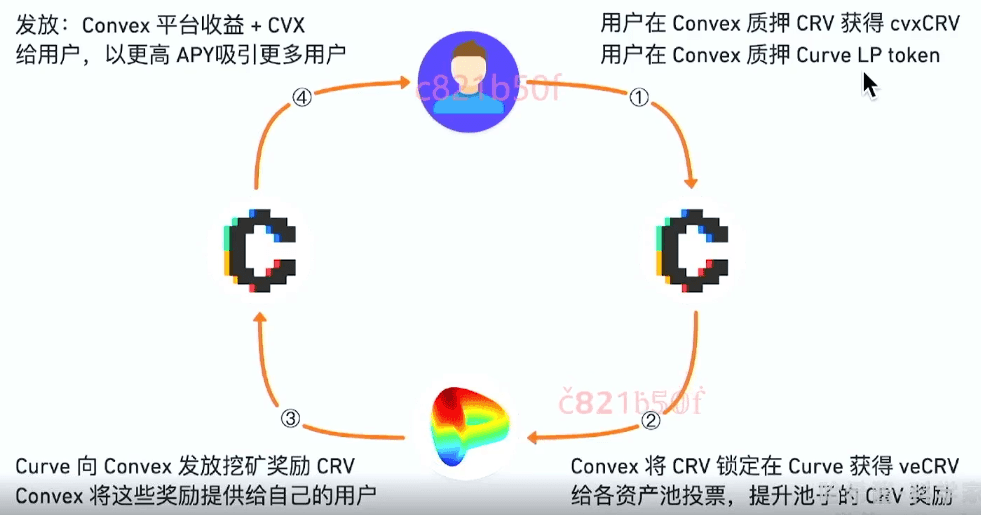 发放：Convex 平台收益 + CVX
给用户，以更高 APY吸引更多用户
用户在 Convex 质押 CRV 获得 cvxCRV
用户在 Convex 质押 Curve LP token
c821b50f
④
①
c821b50f
③
②
Curve 向 Convex 发放挖矿奖励 CRV
Convex 将这些奖励提供给自己的用户
Convex 将 CRV 锁定在 Curve 获得 veCRV
给各资产池投票，提升池子的 CRV 奖励